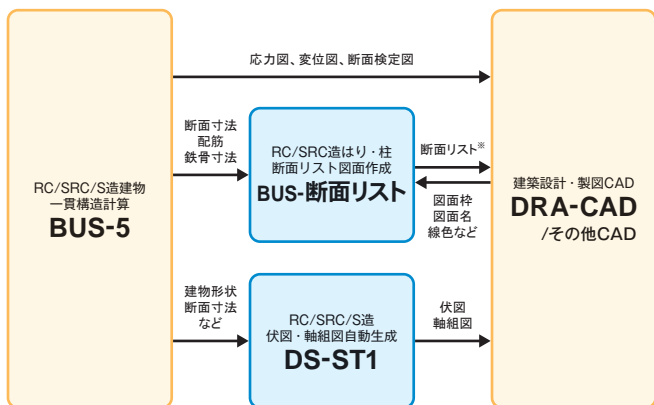 応力図、変位図、断面検定図
断面寸法
配筋
鉄骨寸法
RC/SRC造はり・柱
断面リスト図面作成
BUS-断面リスト
断面リスト※
図面枠
図面名
線色など
RC/SRC/S造建物
一貫構造計算
BUS-5
建築設計・製図CAD
DRA-CAD
/その他CAD
建物形状
断面寸法
など
RC/SRC/S造
伏図・軸組図自動生成
DS-ST1
伏図
軸組図